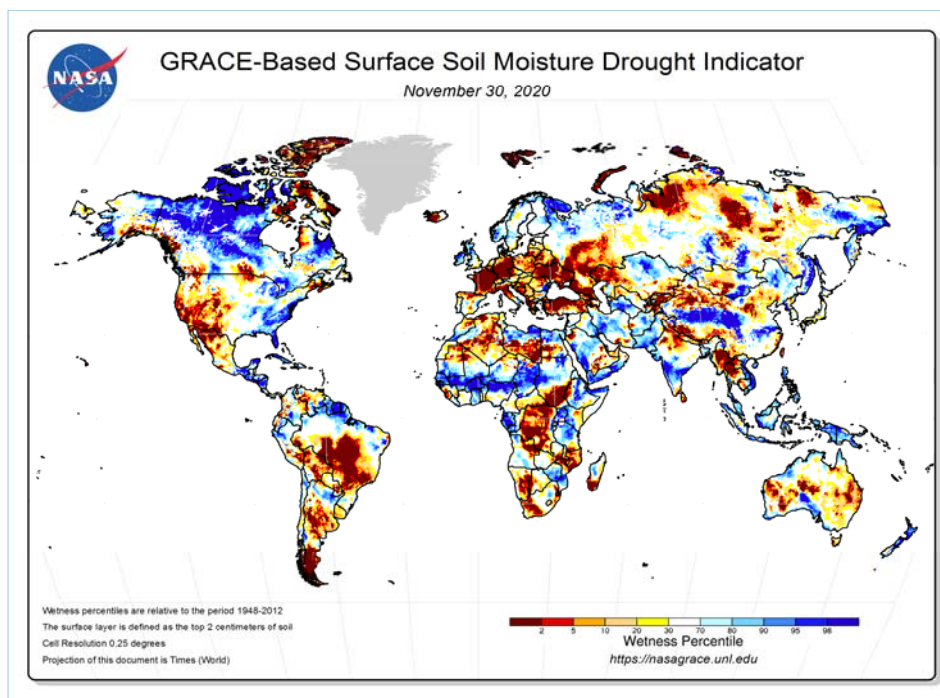 NASA
GRACE-Based Surface Soil Moisture Drought Indicator
November 30, 2020
Wetness percentiles are relative to the period 1948-2012
The surface layer is defined as the top 2 centimeters of soil
Cell Resolution 0.25 degrees
Projection of this document is Times (World)
2 5 10 20 30 70 80 90 95 98
Wetness Percentile
https://nasagrace.unl.edu